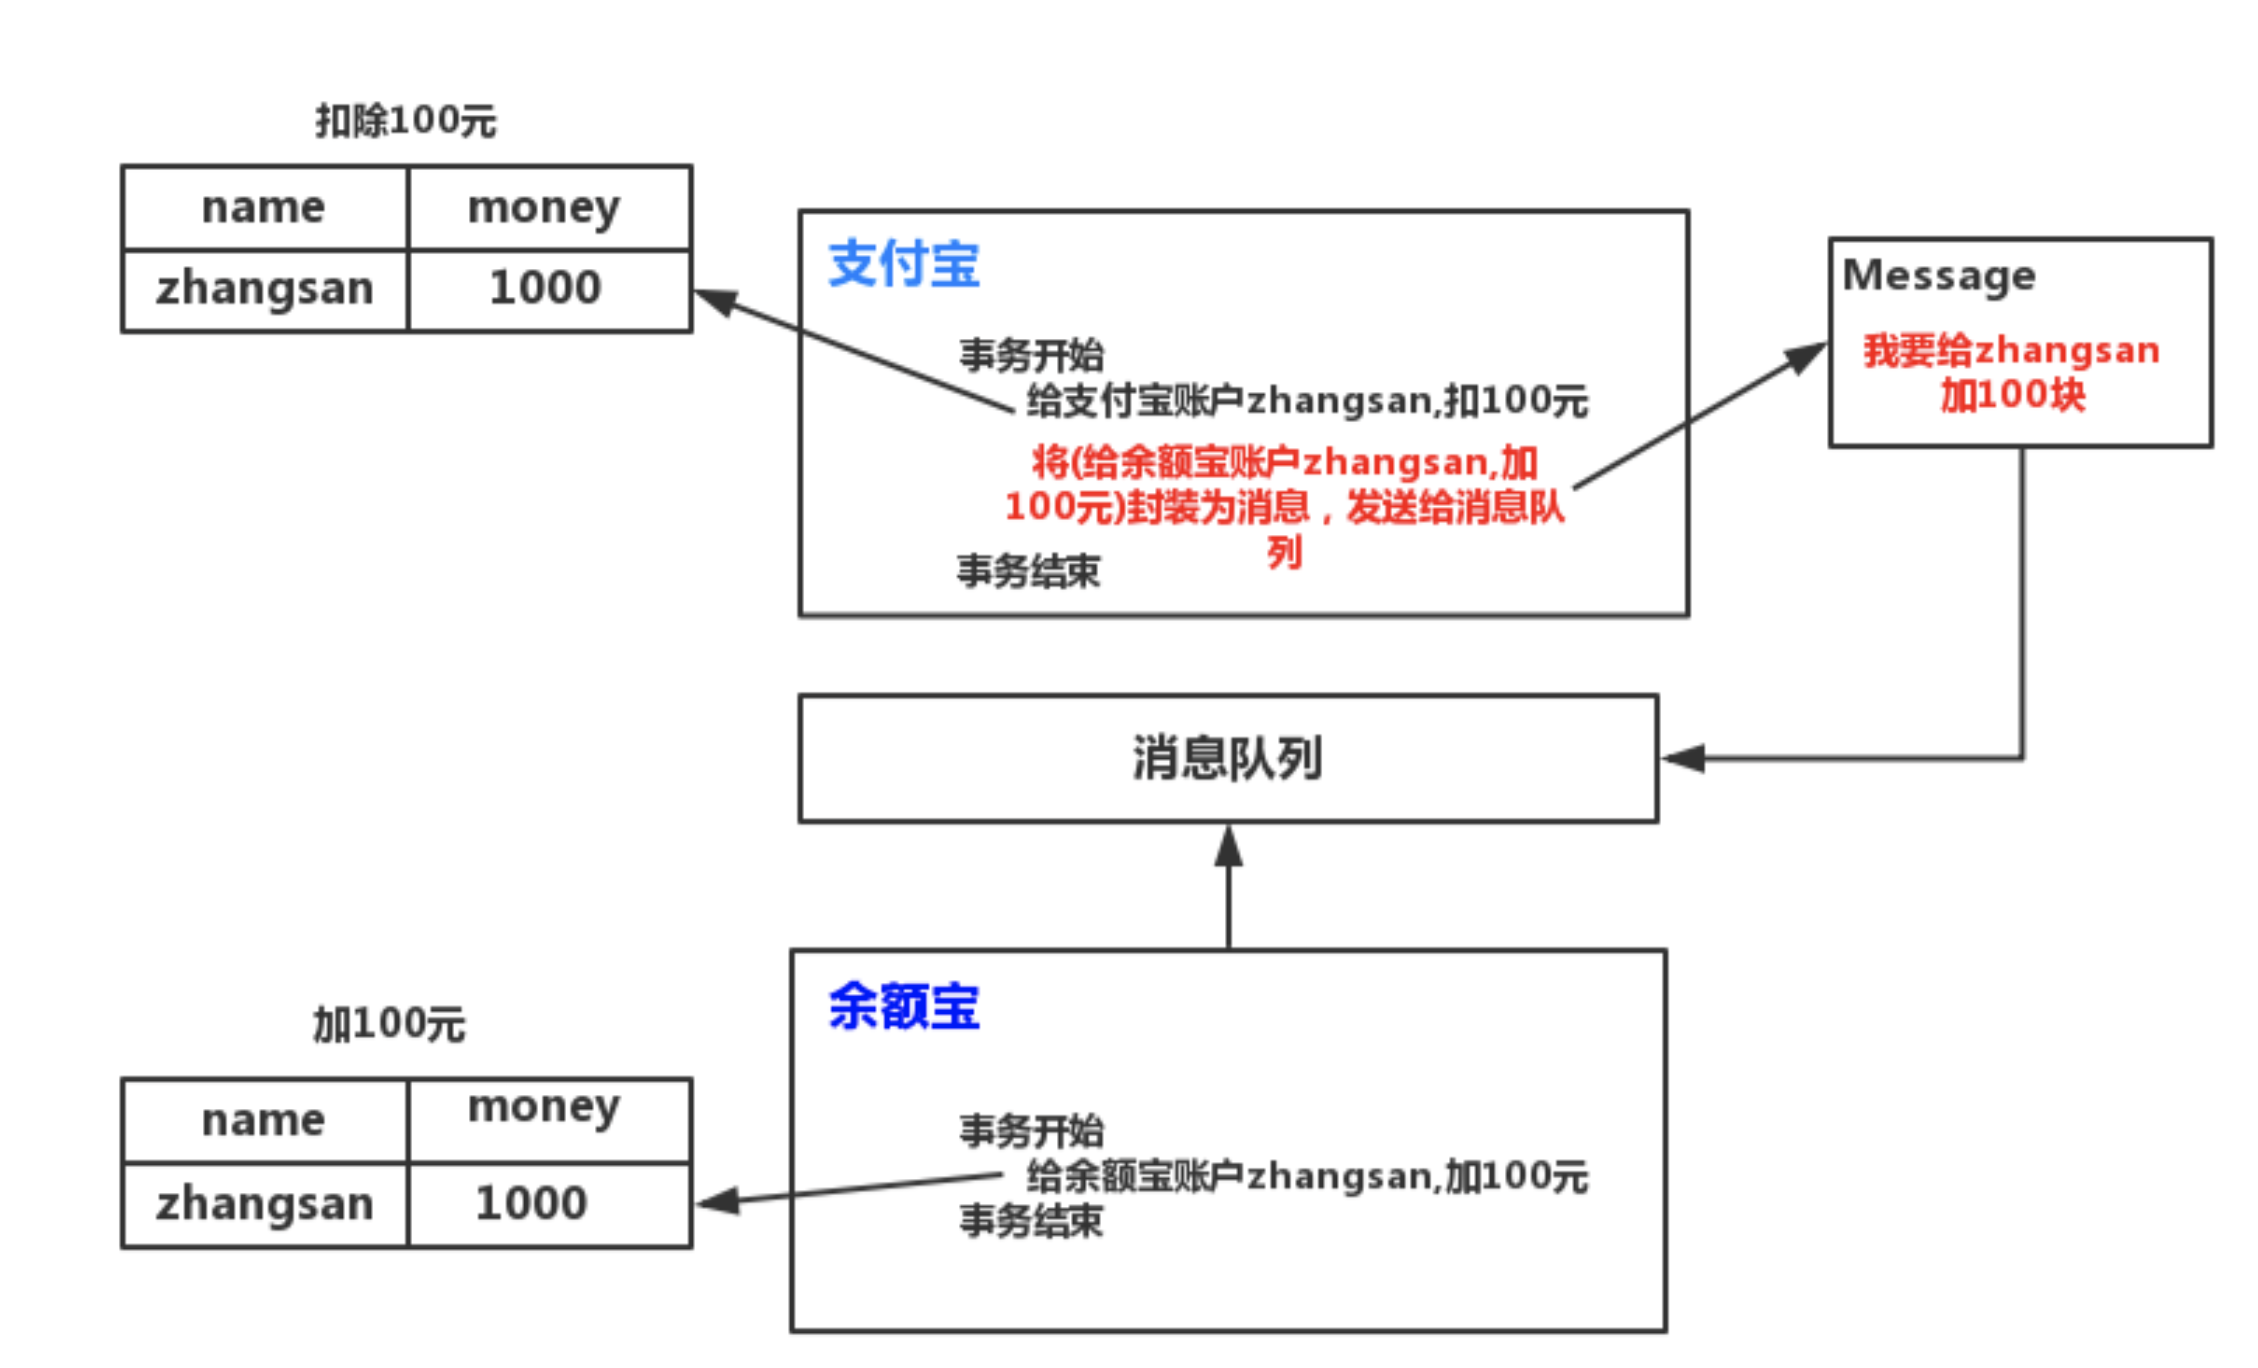 扣除100元
name money
zhangsan 1000
支付宝
事务开始
给支付宝账户zhangsan,扣100元
将(给余额宝账户zhangsan,加
100元)封装为消息，发送给消息队
列
事务结束
Message
我要给zhangsan
加100块
消息队列
加100元
name money
zhangsan 1000
余额宝
事务开始
给余额宝账户zhangsan,加100元
事务结束